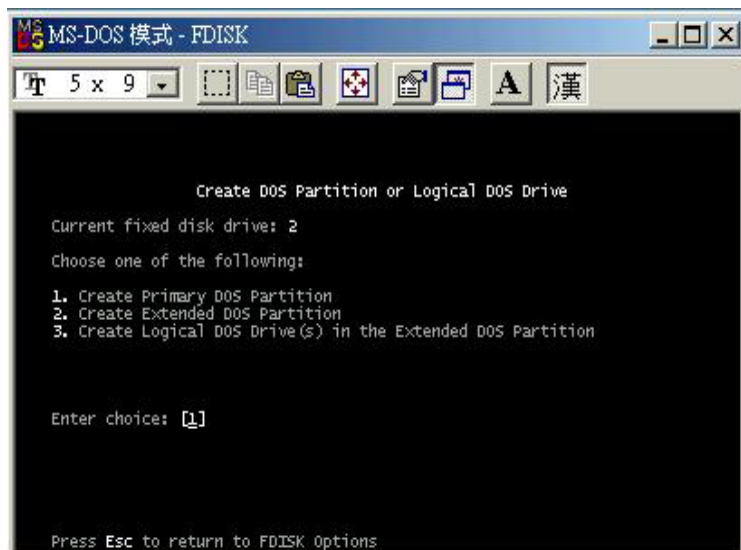 MS-DOS 模式 - FDISK
5 x 9 A 漢
Create DOS Partition or Logical DOS Drive
Current fixed disk drive: 2
Choose one of the following:
1. Create Primary DOS Partition
2. Create Extended DOS Partition
3. Create Logical DOS Drive(s) in the Extended DOS Partition
Enter choice: [1]
Press Esc to return to FDISK Options